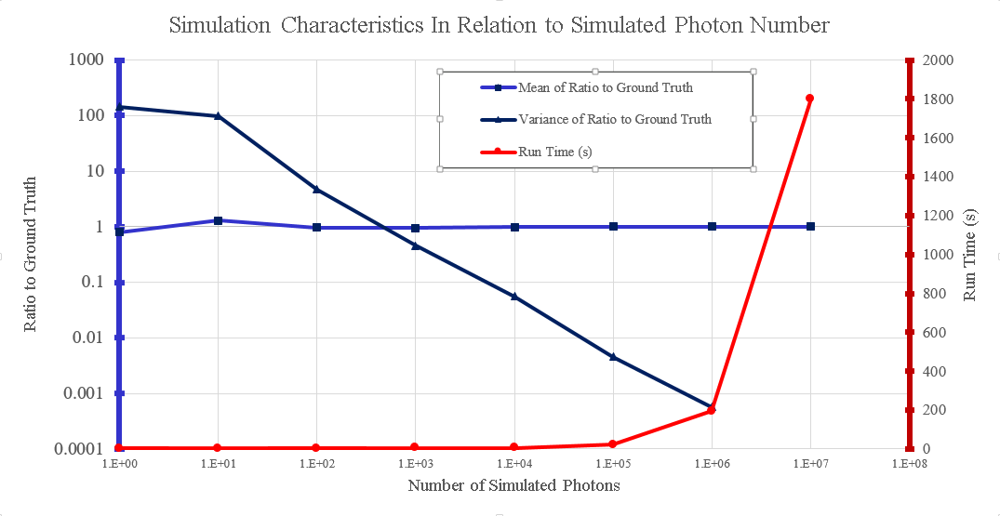 Simulation Characteristics In Relation to Simulated Photon Number
1000
100
10
1
0.1
0.01
0.001
0.0001
Ratio to Ground Truth
Mean of Ratio to Ground Truth
Variance of Ratio to Ground Truth
Run Time (s)
2000
1800
1600
1400
1200
1000
800
600
400
200
0
Run Time (s)
1.E+00 1.E+01 1.E+02 1.E+03 1.E+04 1.E+05 1.E+06 1.E+07 1.E+08
Number of Simulated Photons